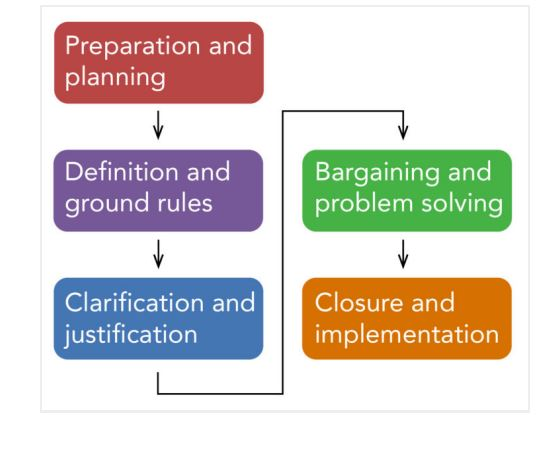 Preparation and
planning
Definition and
ground rules
Clarification and
justification
Bargaining and
problem solving
Closure and
implementation